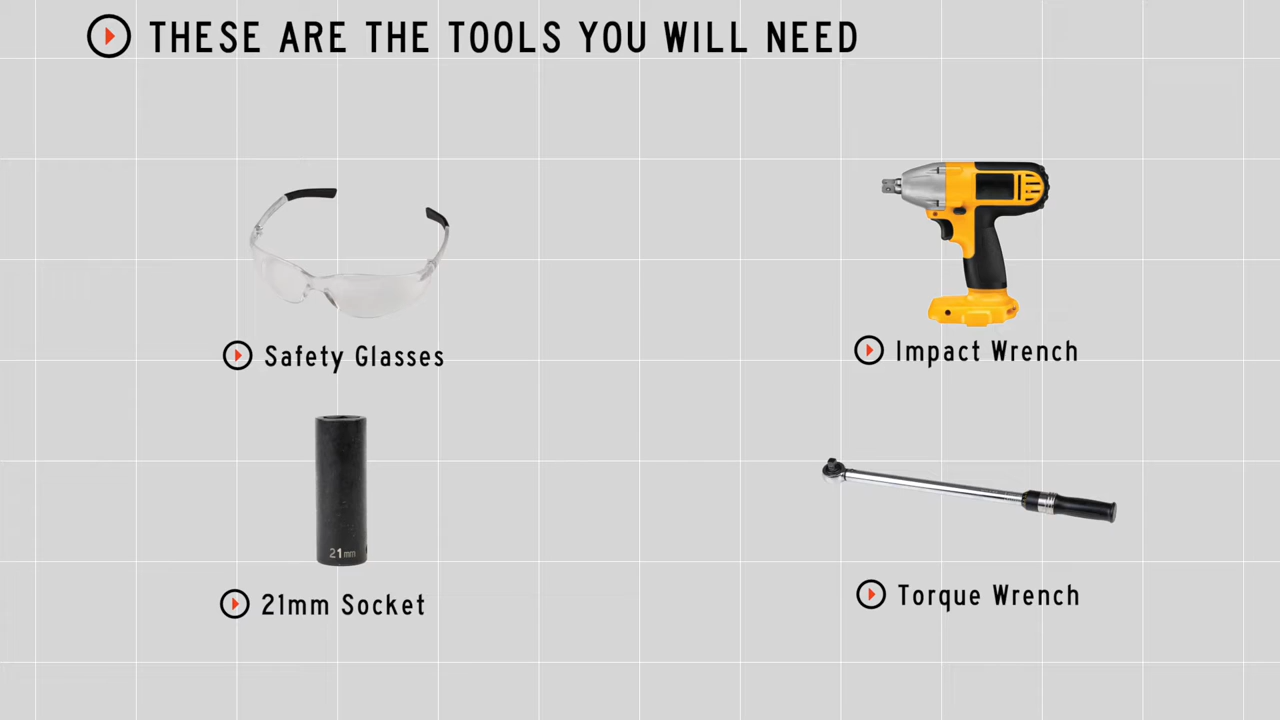 THESE ARE THE TOOLS YOU WILL NEED
Safety Glasses
Impact Wrench
21mm
21mm Socket
Torque Wrench